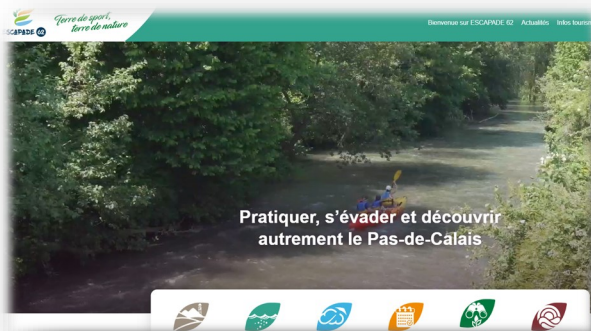 Terre de sport,
terre de nature
ESCAPADE 62
Bienvenue sur ESCAPADE 62 Actualités Infos tourism
Pratiquer, s'évader et découvrir
autrement le Pas-de-Calais